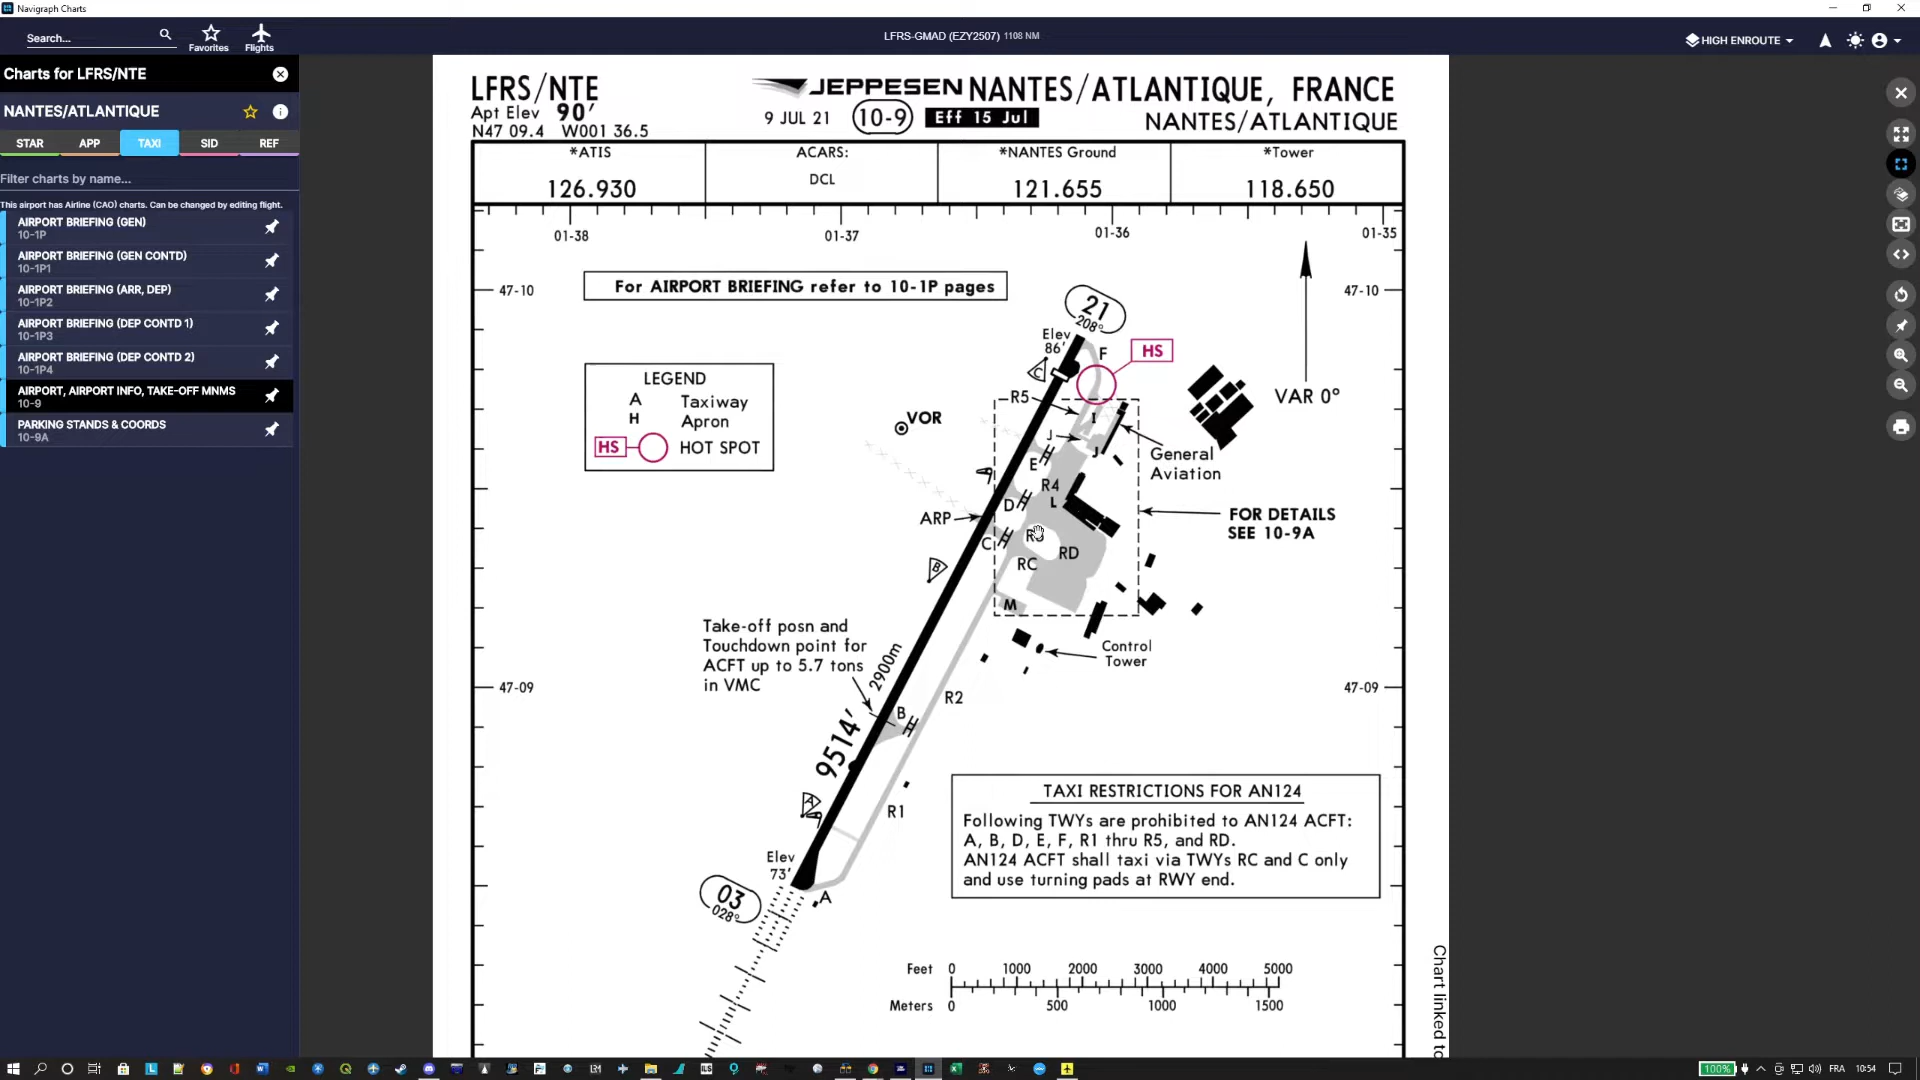 Navigraph Charts
Search...
Favorites
Flights
LFRS-GMAD (EZY2507) 1108 NM
HIGH ENROUTE
Charts for LFRS/NTE
NANTES/ATLANTIQUE
STAR APP TAXI SID REF
Filter charts by name...
This airport has Airline (CAO) charts. Can be changed by editing flight.
AIRPORT BRIEFING (GEN)
10-1P
AIRPORT BRIEFING (GEN CONTD)
10-1P1
AIRPORT BRIEFING (ARR, DEP)
10-1P2
AIRPORT BRIEFING (DEP CONTD 1)
10-1P3
AIRPORT BRIEFING (DEP CONTD 2)
10-1P4
AIRPORT, AIRPORT INFO, TAKE-OFF MNMS
10-9
PARKING STANDS & COORDS
10-9A
LFRS/NTE JEPPESEN NANTES/ATLANTIQUE, FRANCE
Apt Elev 90'
N47 09.4 W001 36.5
9 JUL 21 10-9 Eff 15 Jul
NANTES/ATLANTIQUE
*ATIS
126.930
ACARS:
DCL
*NANTES Ground
121.655
*Tower
118.650
01-38 01-37 01-36 01-35
47-10 47-10
For AIRPORT BRIEFING refer to 10-1P pages
21
208°
Elev
86'
F
HS
C
LEGEND
A Taxiway
H Apron
HS HOT SPOT
VAR 0°
R5
I
VOR
J
J
General
Aviation
E
R4
L
D
ARP
FOR DETAILS
SEE 10-9A
C
RD
RC
B
M
Control
Tower
Take-off posn and
Touchdown point for
ACFT up to 5.7 tons
in VMC
2900m
9514'
47-09 47-09
R2
B
R1
A
Elev
73'
03
028°
A
TAXI RESTRICTIONS FOR AN124
Following TWYs are prohibited to AN124 ACFT:
A, B, D, E, F, R1 thru R5, and RD.
AN124 ACFT shall taxi via TWYs RC and C only
and use turning pads at RWY end.
Feet 0 1000 2000 3000 4000 5000
Meters 0 500 1000 1500
Chart linked to
100%
FRA
10:54